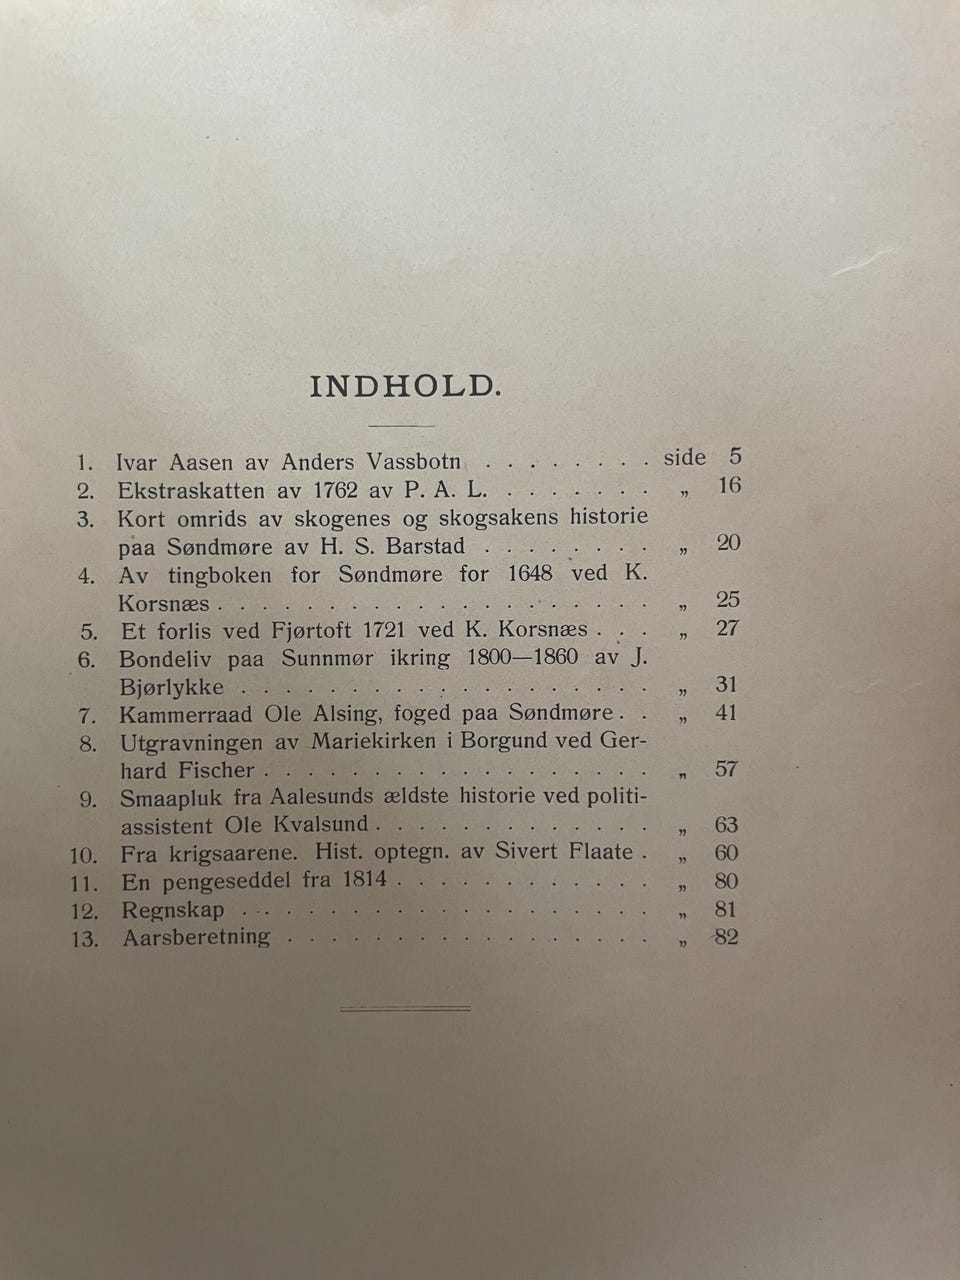 INDHOLD.
1. Ivar Aasen av Anders Vassbotn . . . . . . . . side 5
2. Ekstraskatten av 1762 av P. A. L. . . . . . . . „ 16
3. Kort omrids av skogenes og skogsakens historie
paa Søndmøre av H. S. Barstad . . . . . . . . „ 20
4. Av tingboken for Søndmøre for 1648 ved K.
Korsnæs . . . . . . . . . . . . . . . . . . . . „ 25
5. Et forlis ved Fjørtoft 1721 ved K. Korsnæs . . . „ 27
6. Bondeliv paa Sunnmør ikring 1800—1860 av J.
Bjørlykke . . . . . . . . . . . . . . . . . . . „ 31
7. Kammerraad Ole Alsing, foged paa Søndmøre . . „ 41
8. Utgravningen av Mariekirken i Borgund ved Ger-
hard Fischer . . . . . . . . . . . . . . . . . . „ 57
9. Smaapluk fra Aalesunds ældste historie ved politi-
assistent Ole Kvalsund . . . . . . . . . . . . . „ 63
10. Fra krigsaarene. Hist. optegn. av Sivert Flaate . „ 60
11. En pengeseddel fra 1814 . . . . . . . . . . . . „ 80
12. Regnskap . . . . . . . . . . . . . . . . . . . „ 81
13. Aarsberetning . . . . . . . . . . . . . . . . . „ 82